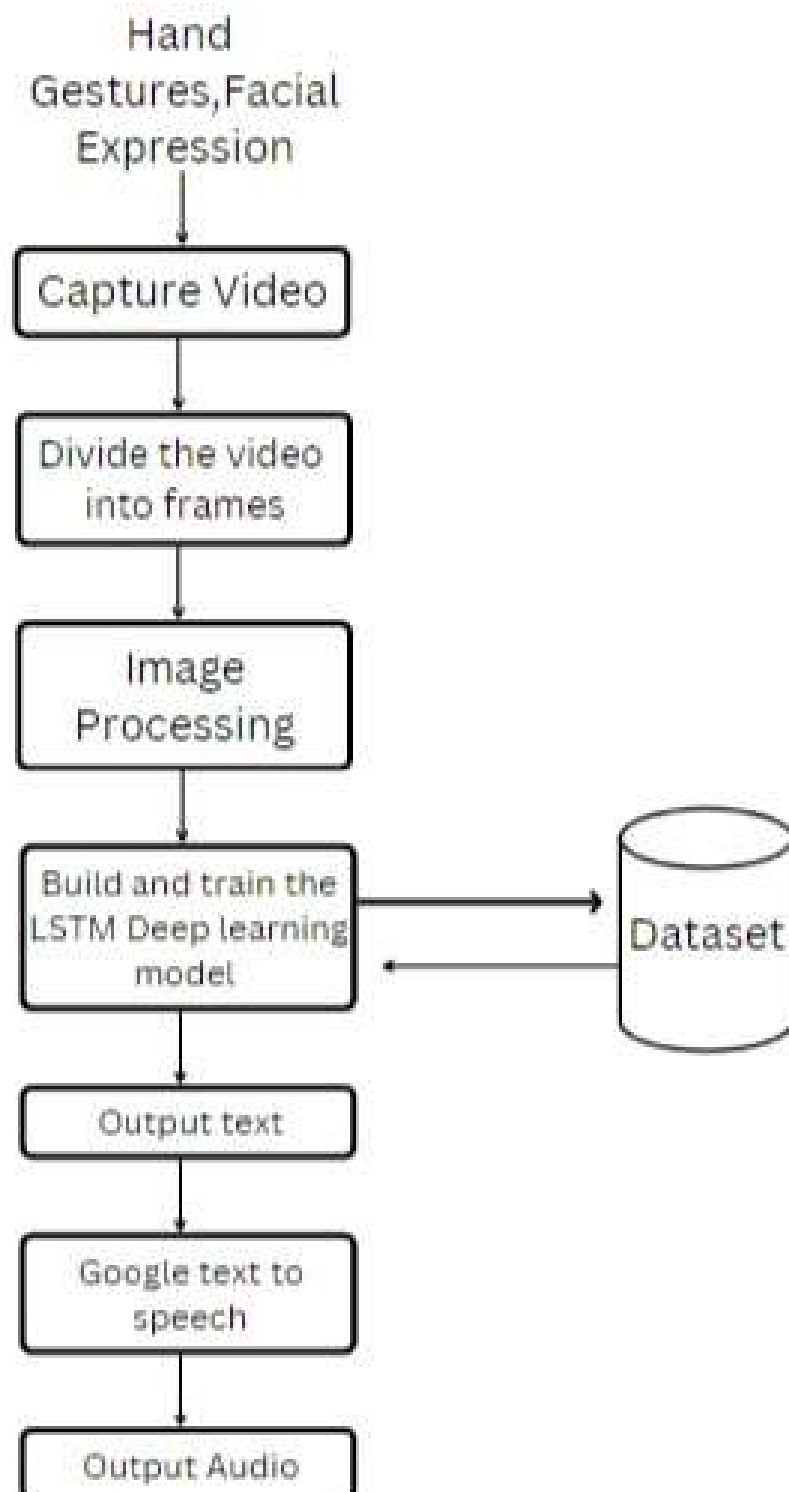 Hand
Gestures,Facial
Expression
Capture Video
Divide the video
into frames
Image
Processing
Build and train the
LSTM Deep learning
model
Dataset
Output text
Google text to
speech
Output Audio